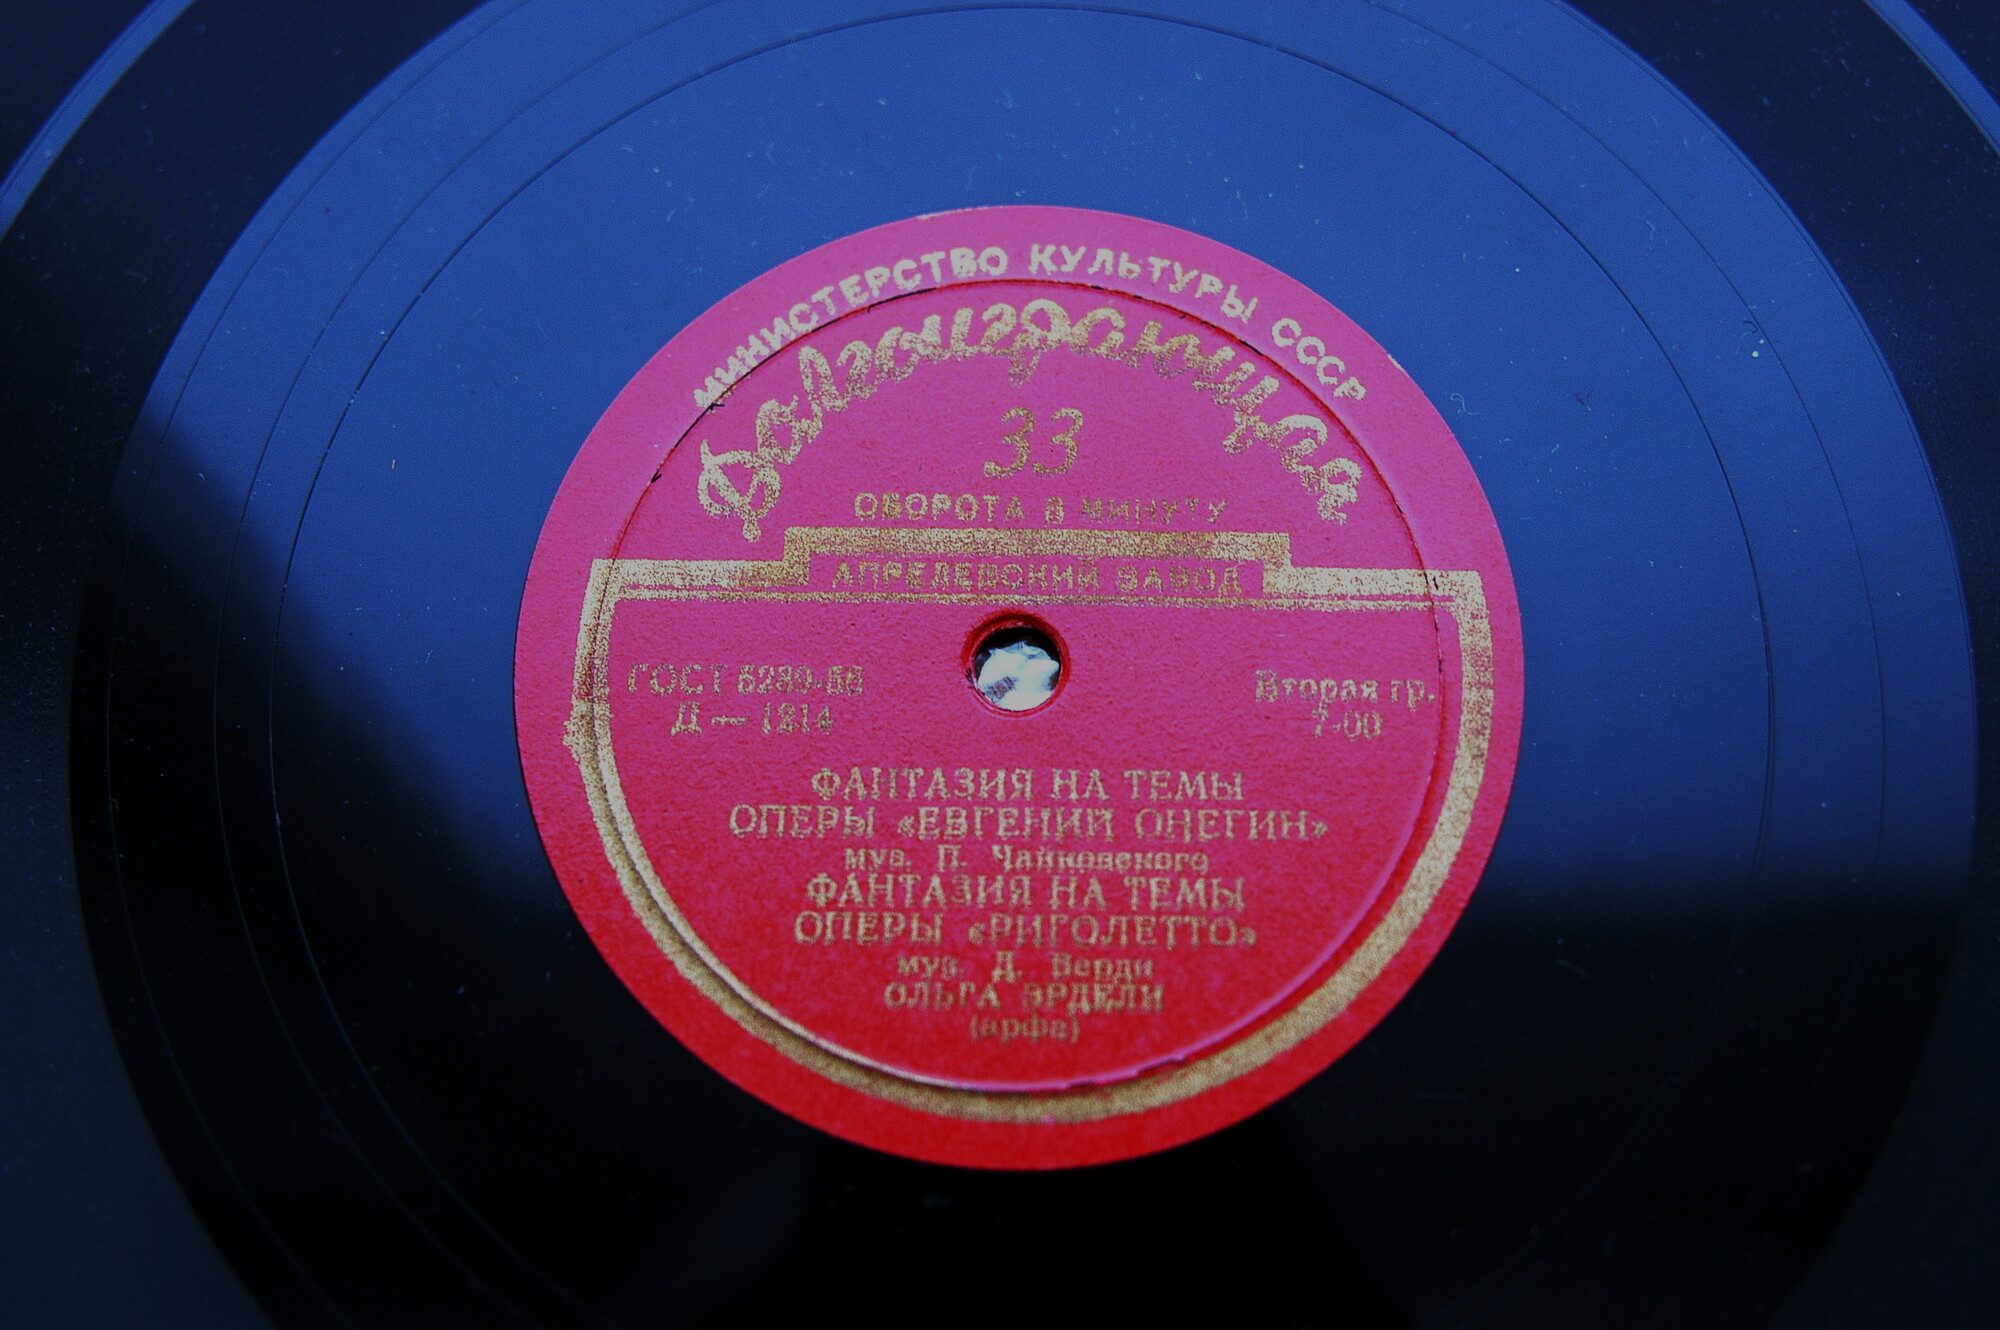 МИНИСТЕРСТВО КУЛЬТУРЫ СССР
Долгоиграющая
33
ОБОРОТА В МИНУТУ
АПРЕЛЕВСКИЙ ЗАВОД
ГОСТ 5289-56
Д — 1214
Вторая гр.
7-00
ФАНТАЗИЯ НА ТЕМЫ
ОПЕРЫ «ЕВГЕНИЙ ОНЕГИН»
муз. П. Чайковского
ФАНТАЗИЯ НА ТЕМЫ
ОПЕРЫ «РИГОЛЕТТО»
муз. Д. Верди
ОЛЬГА ЭРДЕЛИ
(арфа)